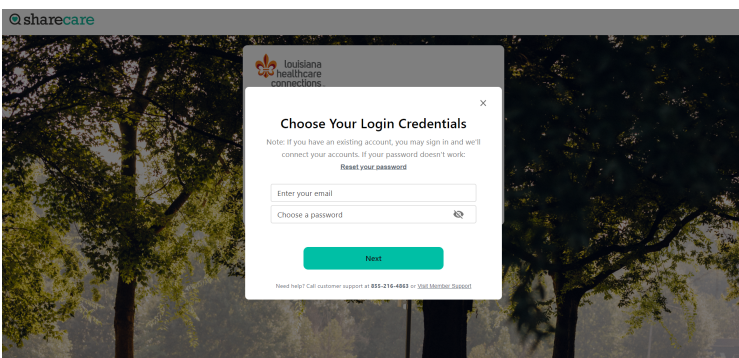 sharecare
louisiana
healthcare
connections
Choose Your Login Credentials
Note: If you have an existing account, you may sign in and we'll
connect your accounts. If your password doesn't work:
Reset your password
Enter your email
Choose a password
Next
Need help? Call customer support at 855-216-4863 or Visit Member Support